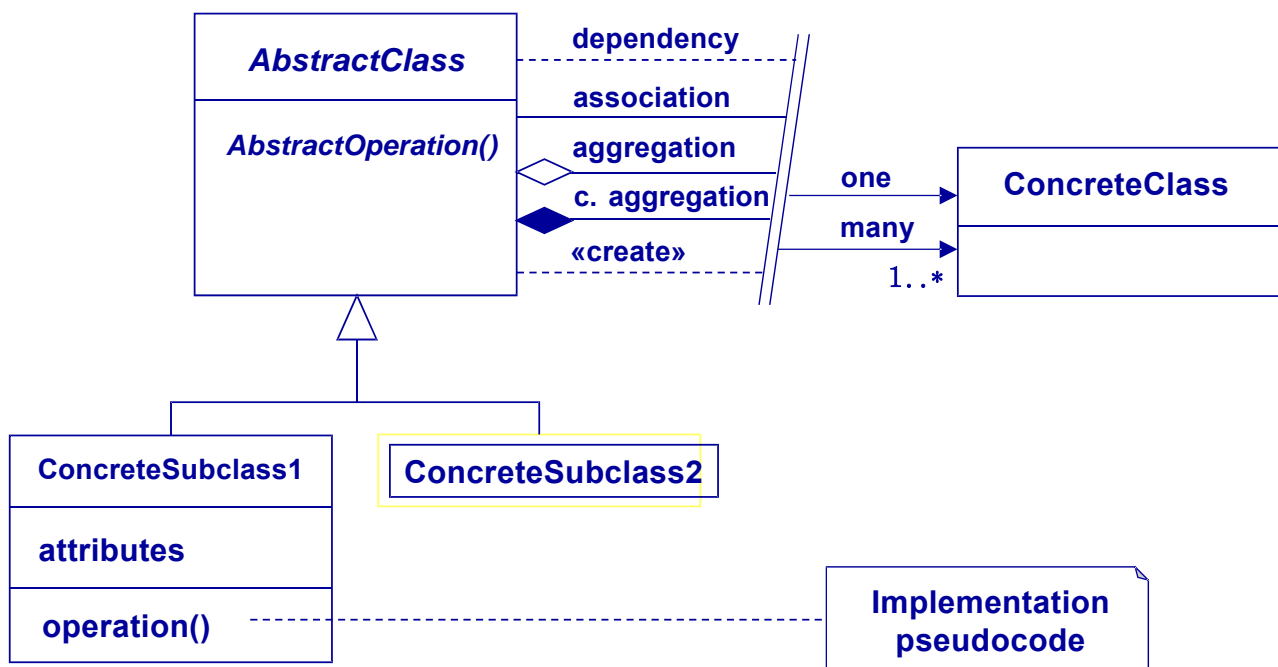 AbstractClass
AbstractOperation()
dependency
association
aggregation
c. aggregation
«create»
one
many
1..*
ConcreteClass
ConcreteSubclass1
attributes
operation()
ConcreteSubclass2
Implementation
pseudocode